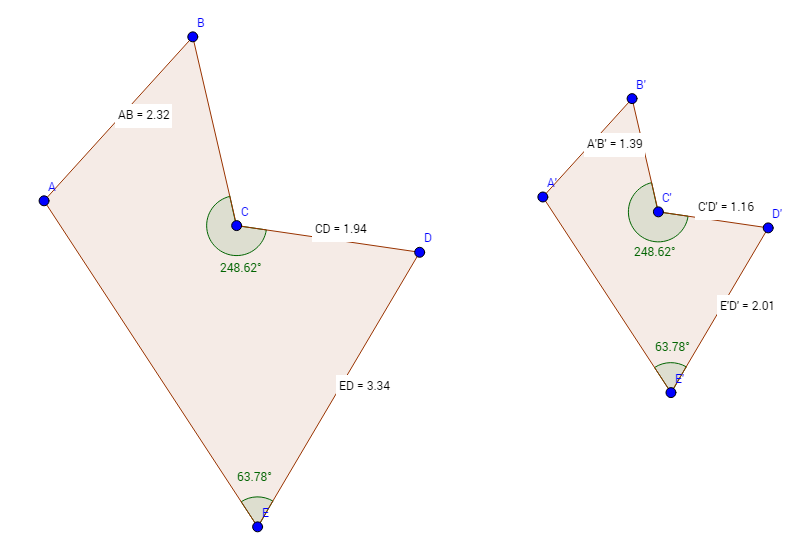 B
AB = 2.32
A
C
CD = 1.94
D
248.62°
ED = 3.34
63.78°
E
B'
A'B' = 1.39
A'
C'
C'D' = 1.16
D'
248.62°
E'D' = 2.01
63.78°
E'